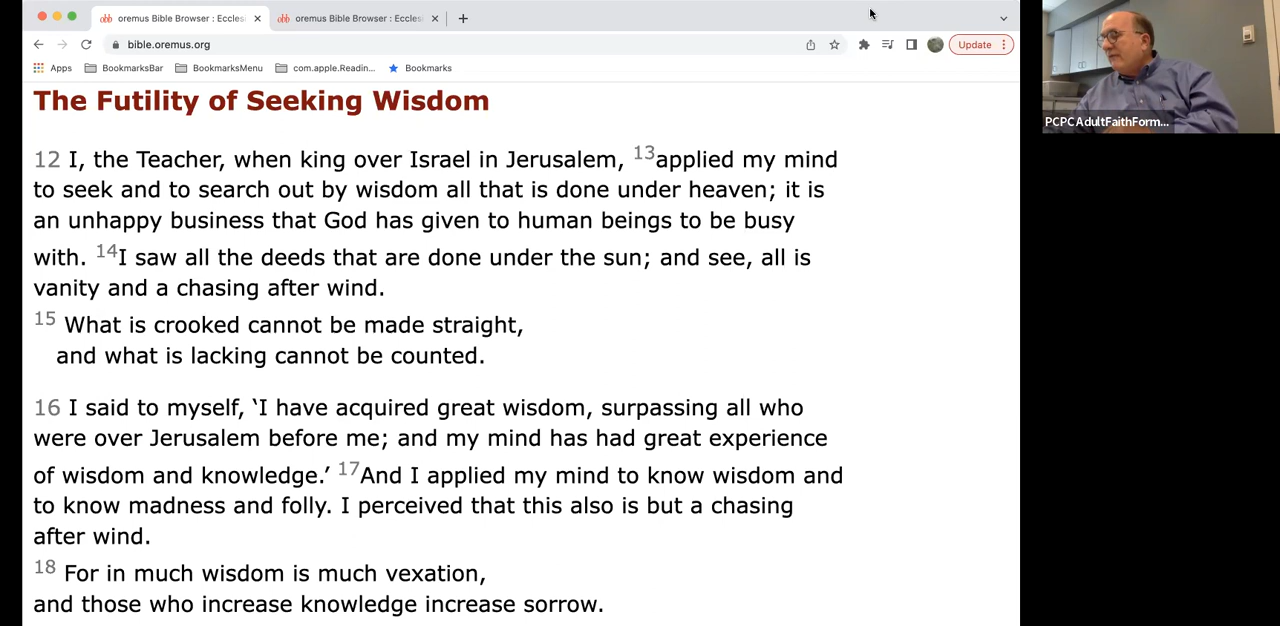 oremus Bible Browser : Eccles
oremus Bible Browser : Eccles
bible.oremus.org
Update
Apps
BookmarksBar
BookmarksMenu
com.apple.Readin...
Bookmarks
PCPCAdultFaithForm...
The Futility of Seeking Wisdom
12 I, the Teacher, when king over Israel in Jerusalem, 13applied my mind
to seek and to search out by wisdom all that is done under heaven; it is
an unhappy business that God has given to human beings to be busy
with. 14I saw all the deeds that are done under the sun; and see, all is
vanity and a chasing after wind.
15 What is crooked cannot be made straight,
and what is lacking cannot be counted.
16 I said to myself, ‘I have acquired great wisdom, surpassing all who
were over Jerusalem before me; and my mind has had great experience
of wisdom and knowledge.’ 17And I applied my mind to know wisdom and
to know madness and folly. I perceived that this also is but a chasing
after wind.
18 For in much wisdom is much vexation,
and those who increase knowledge increase sorrow.